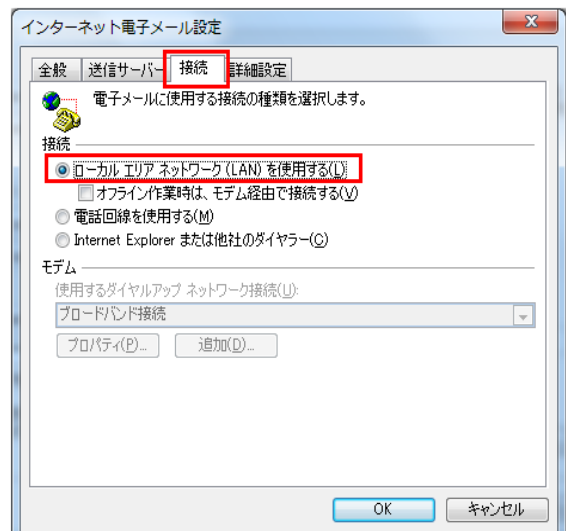 インターネット電子メール設定
全般 送信サーバー 接続 詳細設定
電子メールに使用する接続の種類を選択します。
接続
ローカル エリア ネットワーク (LAN) を使用する(L)
オフライン作業時は、モデム経由で接続する(V)
電話回線を使用する(M)
Internet Explorer または他社のダイヤラー(C)
モデム
使用するダイヤルアップ ネットワーク接続(U):
ブロードバンド接続
プロパティ(P)... 追加(D)...
OK キャンセル